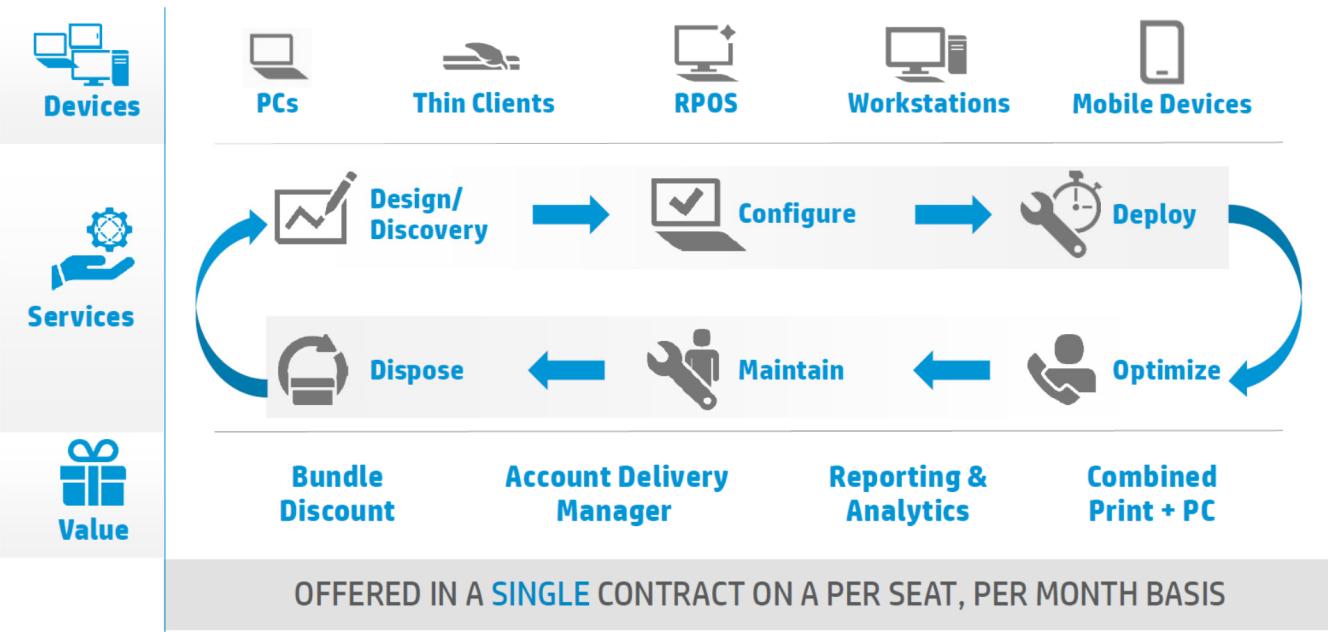 Devices
PCs
Thin Clients
RPOS
Workstations
Mobile Devices
Services
Design/
Discovery
Configure
Deploy
Dispose
Maintain
Optimize
Value
Bundle
Discount
Account Delivery
Manager
Reporting &
Analytics
Combined
Print + PC
OFFERED IN A SINGLE CONTRACT ON A PER SEAT, PER MONTH BASIS